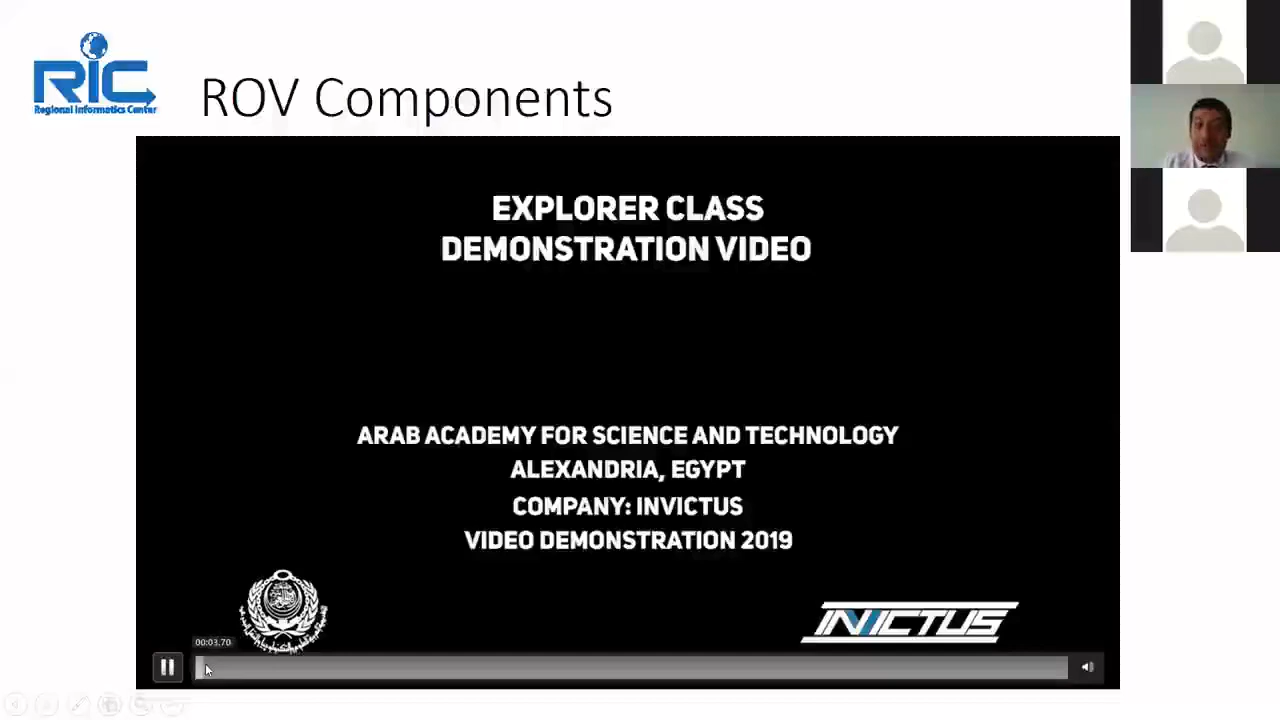 RIC
Regional Informatics Center
ROV Components
EXPLORER CLASS
DEMONSTRATION VIDEO
ARAB ACADEMY FOR SCIENCE AND TECHNOLOGY
ALEXANDRIA, EGYPT
COMPANY: INVICTUS
VIDEO DEMONSTRATION 2019
INVICTUS
00:03.70